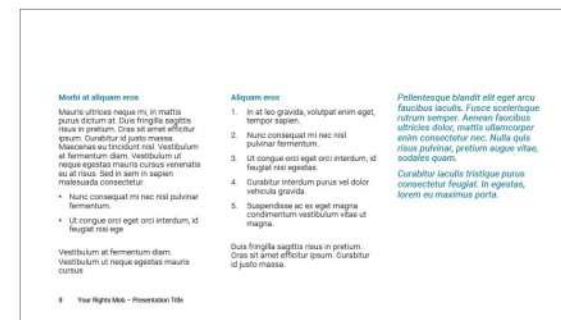 Morbi at aliquam eros
Mauris ultrices neque mi, in mattis
purus dictum at. Duis fringilla sagittis
risus in pretium. Cras sit amet efficitur
ipsum. Curabitur id justo massa.
Maecenas eu tincidunt nisl. Vestibulum
at fermentum diam. Vestibulum ut
neque egestas mauris cursus venenatis
eu at risus. Sed in sem in sapien
malesuada consectetur.
• Nunc consequat mi nec nisl pulvinar
fermentum.
• Ut congue orci eget orci interdum, id
feugiat nisi ege
Vestibulum at fermentum diam.
Vestibulum ut neque egestas mauris
cursus
Aliquam eros
1. In at leo gravida, volutpat enim eget,
tempor sapien.
2. Nunc consequat mi nec nisl
pulvinar fermentum.
3. Ut congue orci eget orci interdum, id
feugiat nisi egestas.
4. Curabitur interdum purus vel dolor
vehicula gravida.
5. Suspendisse ac ex eget magna
condimentum vestibulum vitae ut
magna.
Duis fringilla sagittis risus in pretium.
Cras sit amet efficitur ipsum. Curabitur
id justo massa.
Pellentesque blandit elit eget arcu
faucibus iaculis. Fusce scelerisque
rutrum semper. Aenean faucibus
ultricies dolor, mattis ullamcorper
enim consectetur nec. Nulla quis
risus pulvinar, pretium augue vitae,
sodales quam.
Curabitur iaculis tristique purus
consectetur feugiat. In egestas,
lorem eu maximus porta.
8 Your Rights Mob – Presentation Title